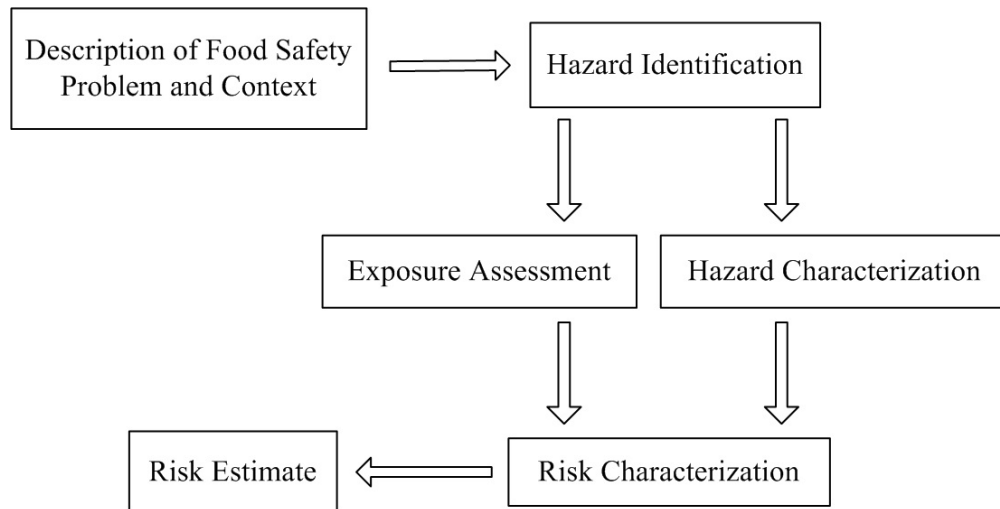 Description of Food Safety
Problem and Context
Hazard Identification
Exposure Assessment
Hazard Characterization
Risk Estimate
Risk Characterization